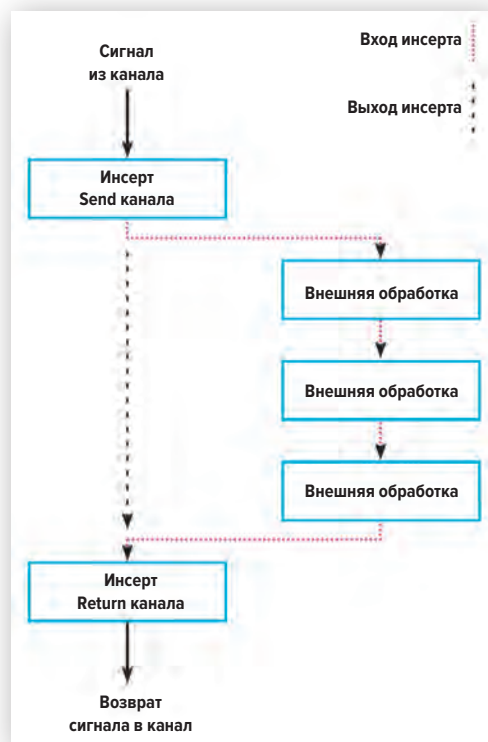 Сигнал
из канала
Вход инсерта
Выход инсерта
Инсерт
Send канала
Внешняя обработка
Внешняя обработка
Внешняя обработка
Инсерт
Return канала
Возврат
сигнала в канал